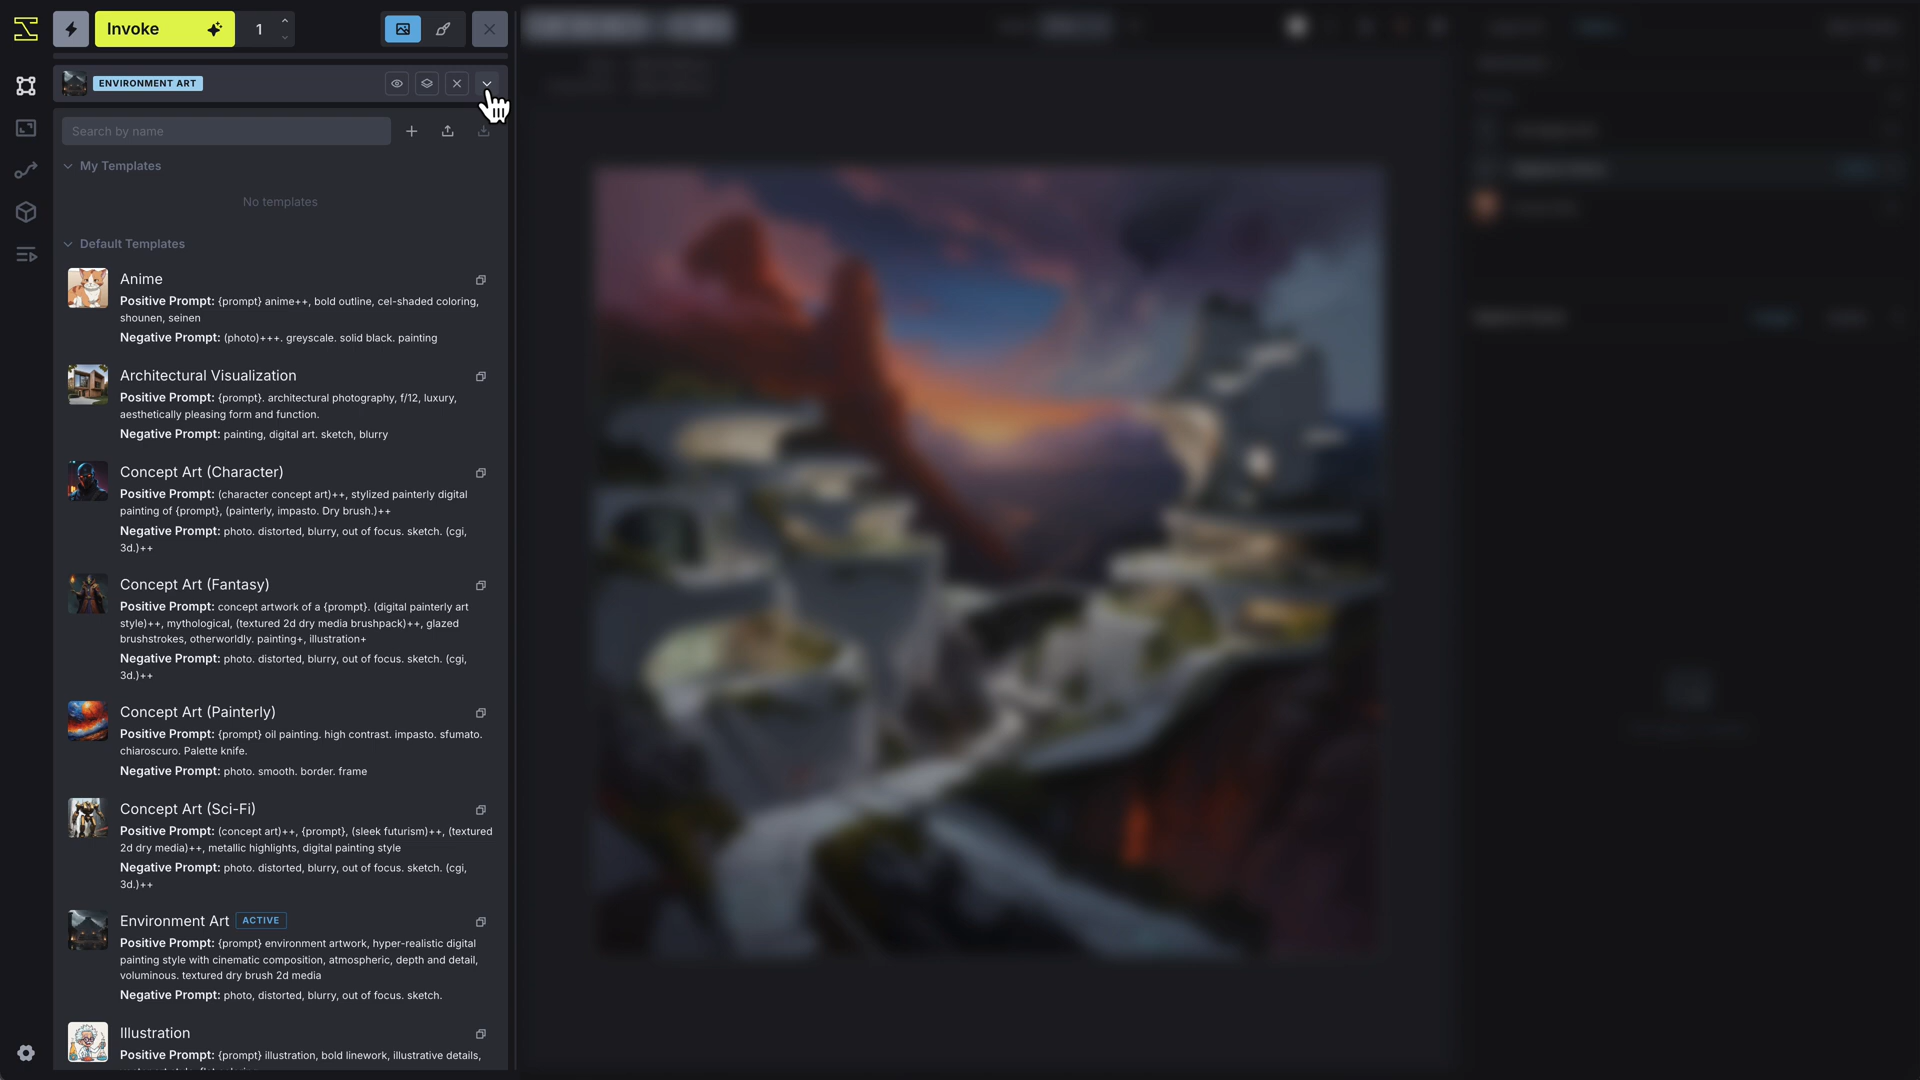 Invoke
1
ENVIRONMENT ART
Search by name
My Templates
No templates
Default Templates
Anime
Positive Prompt: {prompt} anime++, bold outline, cel-shaded coloring,
shounen, seinen
Negative Prompt: (photo)+++. greyscale. solid black. painting
Architectural Visualization
Positive Prompt: {prompt}. architectural photography, f/12, luxury,
aesthetically pleasing form and function.
Negative Prompt: painting, digital art. sketch, blurry
Concept Art (Character)
Positive Prompt: (character concept art)++, stylized painterly digital
painting of {prompt}, (painterly, impasto. Dry brush.)++
Negative Prompt: photo. distorted, blurry, out of focus. sketch. (cgi,
3d.)++
Concept Art (Fantasy)
Positive Prompt: concept artwork of a {prompt}. (digital painterly art
style)++, mythological, (textured 2d dry media brushpack)++, glazed
brushstrokes, otherworldly. painting+, illustration+
Negative Prompt: photo. distorted, blurry, out of focus. sketch. (cgi,
3d.)++
Concept Art (Painterly)
Positive Prompt: {prompt} oil painting. high contrast. impasto. sfumato.
chiaroscuro. Palette knife.
Negative Prompt: photo. smooth. border. frame
Concept Art (Sci-Fi)
Positive Prompt: (concept art)++, {prompt}, (sleek futurism)++, (textured
2d dry media)++, metallic highlights, digital painting style
Negative Prompt: photo. distorted, blurry, out of focus. sketch. (cgi,
3d.)++
Environment Art ACTIVE
Positive Prompt: {prompt} environment artwork, hyper-realistic digital
painting style with cinematic composition, atmospheric, depth and detail,
voluminous. textured dry brush 2d media
Negative Prompt: photo, distorted, blurry, out of focus. sketch.
Illustration
Positive Prompt: {prompt} illustration, bold linework, illustrative details,